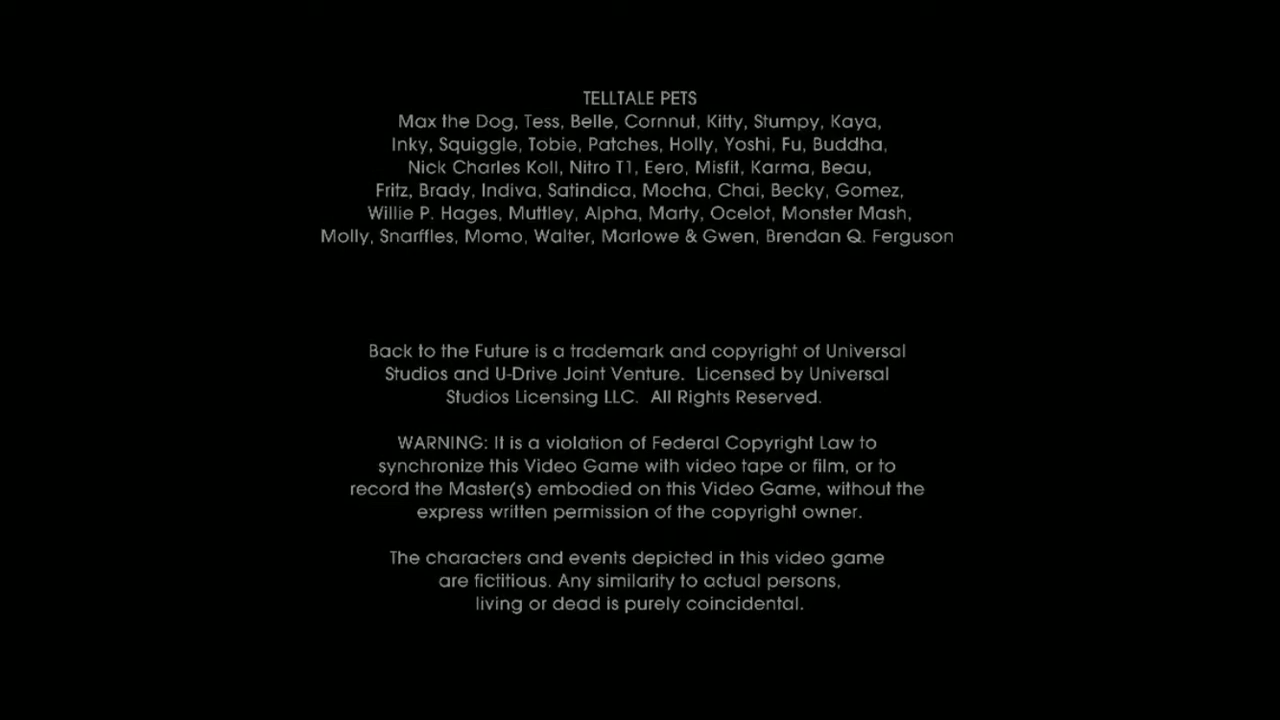 TELLTALE PETS
Max the Dog, Tess, Belle, Cornnut, Kitty, Stumpy, Kaya,
Inky, Squiggle, Tobie, Patches, Holly, Yoshi, Fu, Buddha,
Nick Charles Koll, Nitro T1, Eero, Misfit, Karma, Beau,
Fritz, Brady, Indiva, Satindica, Mocha, Chai, Becky, Gomez,
Willie P. Hages, Muttley, Alpha, Marty, Ocelot, Monster Mash,
Molly, Snarffles, Momo, Walter, Marlowe & Gwen, Brendan Q. Ferguson
Back to the Future is a trademark and copyright of Universal
Studios and U-Drive Joint Venture.  Licensed by Universal
Studios Licensing LLC.  All Rights Reserved.
WARNING: It is a violation of Federal Copyright Law to
synchronize this Video Game with video tape or film, or to
record the Master(s) embodied on this Video Game, without the
express written permission of the copyright owner.
The characters and events depicted in this video game
are fictitious. Any similarity to actual persons,
living or dead is purely coincidental.